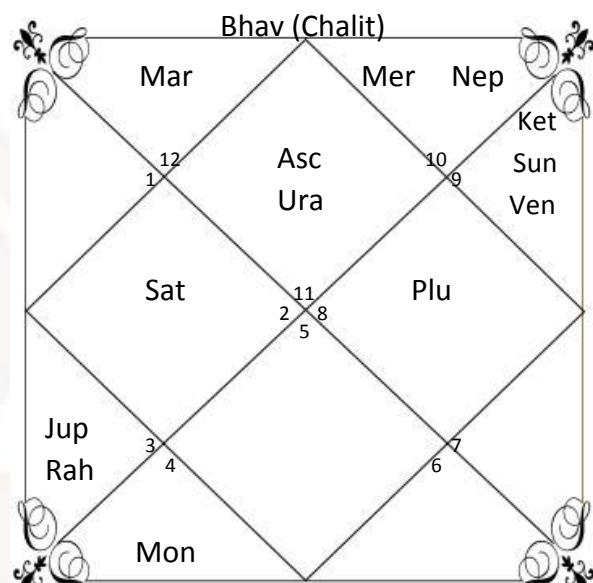 Bhav (Chalit)
Mar
Mer Nep
Ket
Sun
Ven
Asc
Ura
12
1
10
9
Sat
Plu
11
2 8
5
Jup
Rah
3
4
7
6
Mon